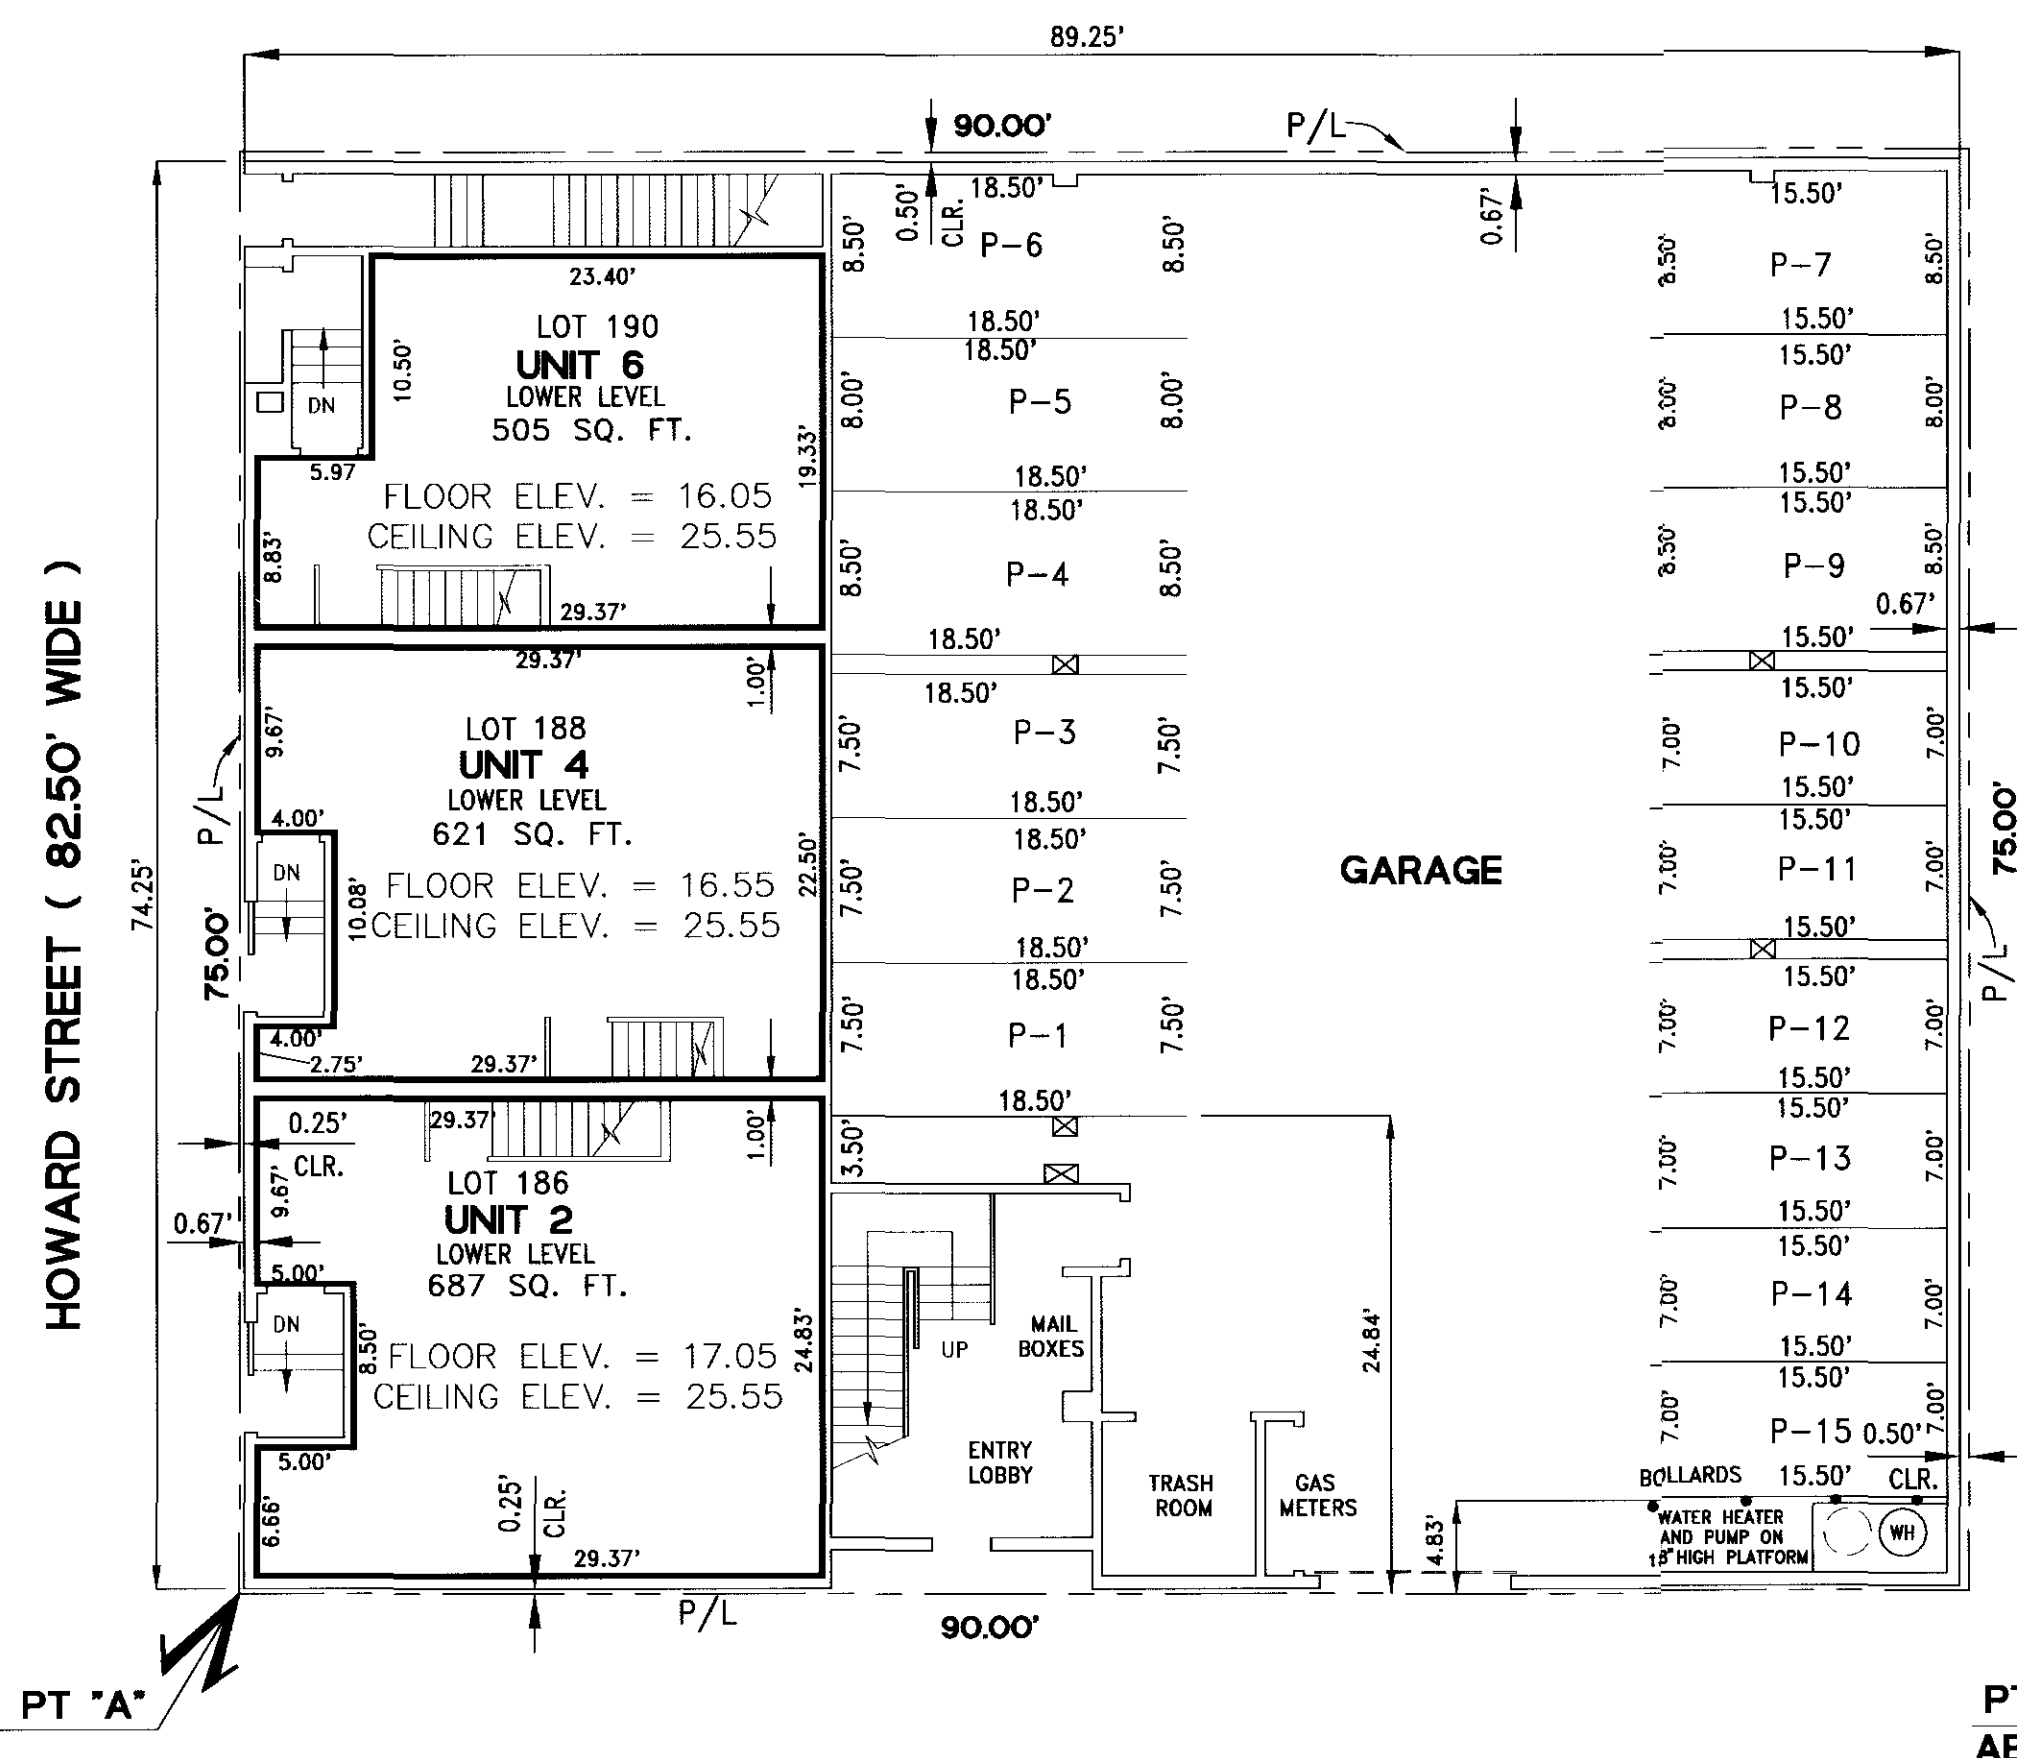 89.25'
90.00'
P/L
18.50'
0.50'
CLR.
0.67'
15.50'
8.50'
P-6
8.50'
8.50'
P-7
8.50'
23.40'
LOT 190
UNIT 6
LOWER LEVEL
505 SQ. FT.
10.50'
DN
5.97
19.33'
FLOOR ELEV. = 16.05
CEILING ELEV. = 25.55
8.83'
29.37'
18.50'
18.50'
8.00'
P-5
8.00'
18.50'
18.50'
8.50'
P-4
8.50'
18.50'
15.50'
15.50'
8.00'
P-8
8.00'
15.50'
15.50'
8.50'
P-9
8.50'
0.67'
15.50'
HOWARD STREET ( 82.50' WIDE )
74.25'
75.00'
P/L
29.37'
1.00'
9.67'
LOT 188
UNIT 4
LOWER LEVEL
621 SQ. FT.
4.00'
DN
10.08'
22.50'
FLOOR ELEV. = 16.55
CEILING ELEV. = 25.55
4.00'
2.75'
29.37'
18.50'
7.50'
P-3
7.50'
18.50'
18.50'
7.50'
P-2
7.50'
18.50'
18.50'
7.50'
P-1
7.50'
18.50'
GARAGE
15.50'
7.00'
P-10
7.00'
15.50'
15.50'
7.00'
P-11
7.00'
15.50'
15.50'
7.00'
P-12
7.00'
15.50'
75.00'
P/L
0.25'
CLR.
29.37'
1.00'
9.67'
0.67'
LOT 186
UNIT 2
LOWER LEVEL
687 SQ. FT.
5.00'
DN
8.50'
24.83'
FLOOR ELEV. = 17.05
CEILING ELEV. = 25.55
5.00'
6.66'
0.25'
CLR.
29.37'
3.50'
UP
MAIL
BOXES
ENTRY
LOBBY
TRASH
ROOM
GAS
METERS
24.84'
4.83'
15.50'
7.00'
P-13
7.00'
15.50'
15.50'
7.00'
P-14
7.00'
15.50'
15.50'
7.00'
P-15
7.00'
0.50'
CLR.
BOLLARDS
15.50'
WATER HEATER
AND PUMP ON
18" HIGH PLATFORM
WH
P/L
90.00'
PT "A"